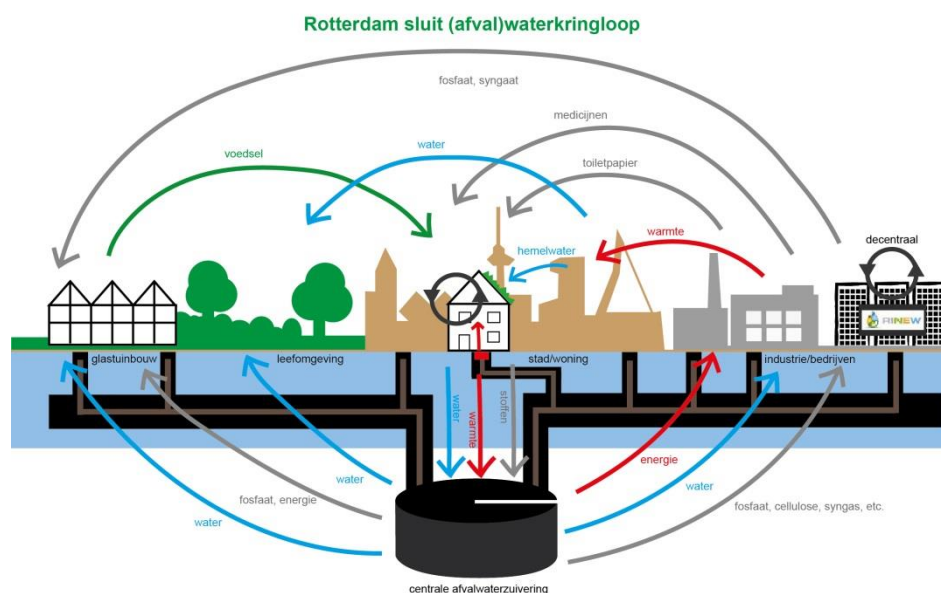 Rotterdam sluit (afval)waterkringloop
fosfaat, syngaat
medicijnen
voedsel
water
toiletpapier
warmte
decentraal
hemelwater
RINEW
glastuinbouw
leefomgeving
stad/woning
industrie/bedrijven
water
warmte
stoffen
energie
water
water
fosfaat, energie
fosfaat, cellulose, syngas, etc.
water
centrale afvalwaterzuivering